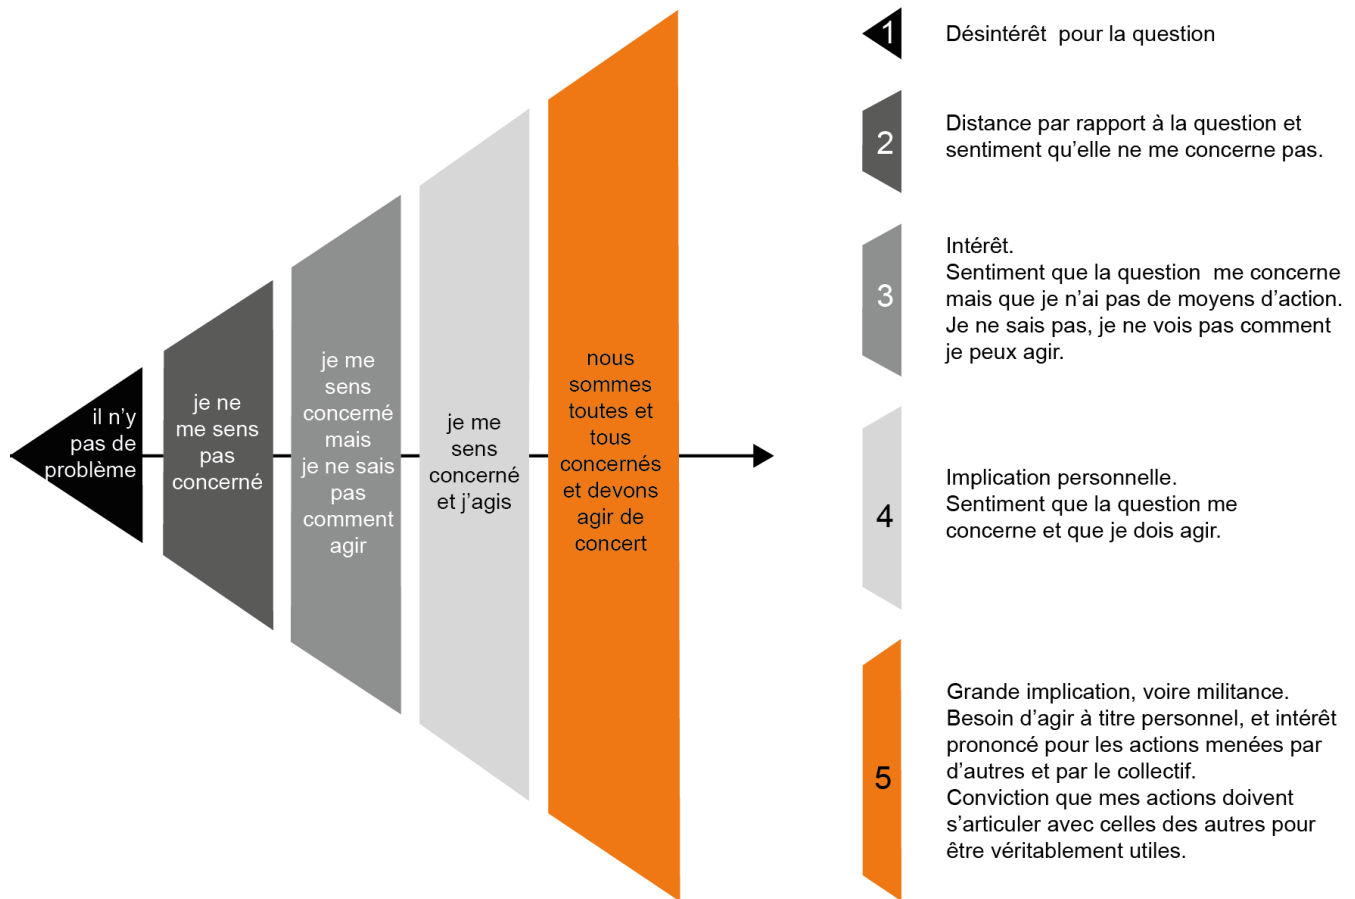 il n'y
pas de
problème
je ne
me sens
pas
concerné
je me
sens
concerné
mais
je ne sais
pas
comment
agir
je me
sens
concerné
et j'agis
nous
sommes
toutes et
tous
concernés
et devons
agir de
concert
1
Désintérêt pour la question
2
Distance par rapport à la question et
sentiment qu'elle ne me concerne pas.
3
Intérêt.
Sentiment que la question me concerne
mais que je n'ai pas de moyens d'action.
Je ne sais pas, je ne vois pas comment
je peux agir.
4
Implication personnelle.
Sentiment que la question me
concerne et que je dois agir.
5
Grande implication, voire militance.
Besoin d'agir à titre personnel, et intérêt
prononcé pour les actions menées par
d'autres et par le collectif.
Conviction que mes actions doivent
s'articuler avec celles des autres pour
être véritablement utiles.